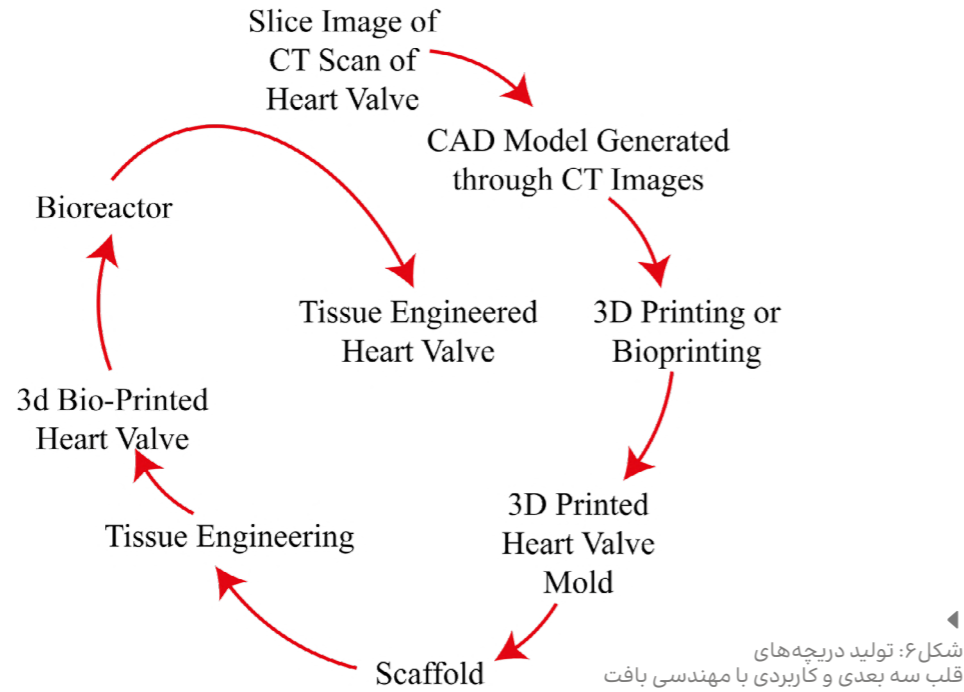 Slice Image of
CT Scan of
Heart Valve
CAD Model Generated
through CT Images
3D Printing or
Bioprinting
3D Printed
Heart Valve
Mold
Scaffold
Tissue Engineering
3d Bio-Printed
Heart Valve
Bioreactor
Tissue Engineered
Heart Valve
شکل۶: تولید دریچه‌های
قلب سه بعدی و کاربردی با مهندسی بافت